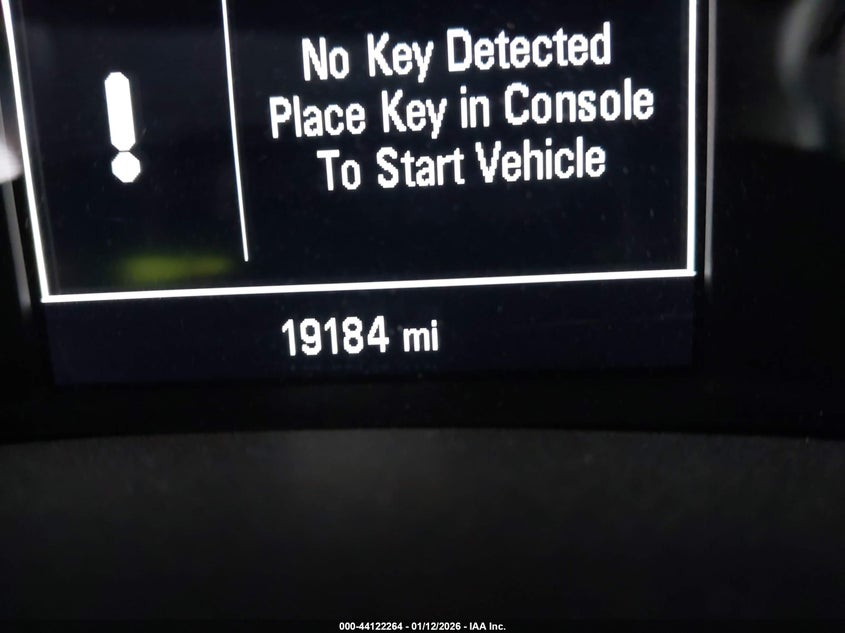 No Key Detected
Place Key in Console
To Start Vehicle
19184 mi
000-44122264 - 01/12/2026 - IAA Inc.